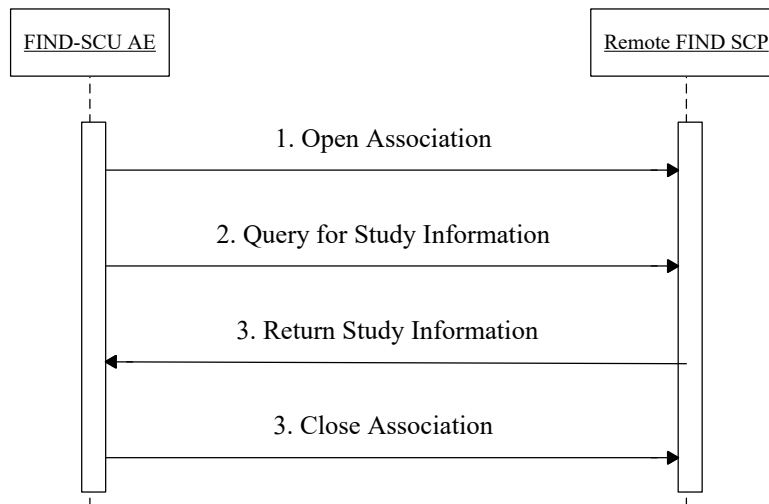 FIND-SCU AE
Remote FIND SCP
1. Open Association
2. Query for Study Information
3. Return Study Information
3. Close Association